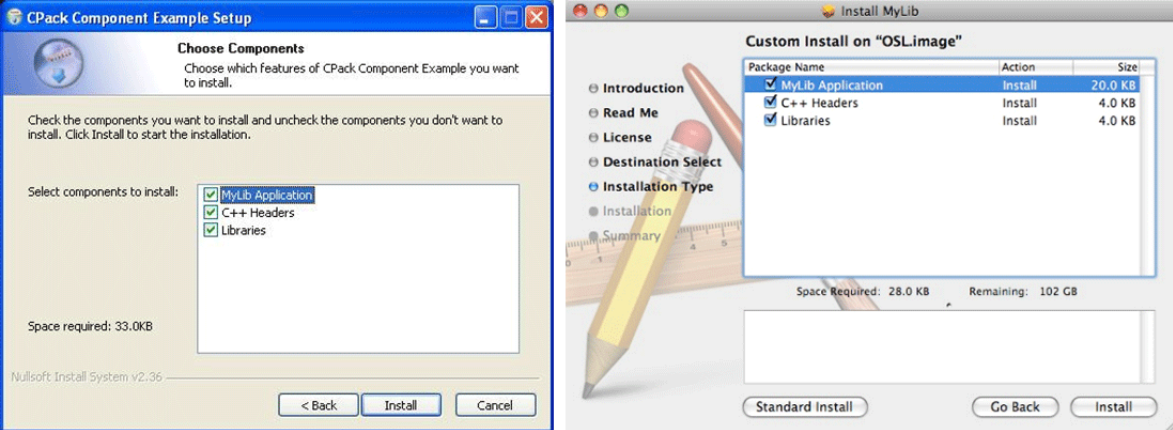 CPack Component Example Setup
Choose Components
Choose which features of CPack Component Example you want
to install.
Check the components you want to install and uncheck the components you don't want to
install. Click Install to start the installation.
Select components to install:
MyLib Application
C++ Headers
Libraries
Space required: 33.0KB
Nullsoft Install System v2.36
< Back
Install
Cancel
Install MyLib
Custom Install on "OSL.image"
Introduction
Read Me
License
Destination Select
Installation Type
Installation
Summary
Package Name Action Size
MyLib Application Install 20.0 KB
C++ Headers Install 4.0 KB
Libraries Install 4.0 KB
Space Required: 28.0 KB Remaining: 102 GB
Standard Install
Go Back
Install